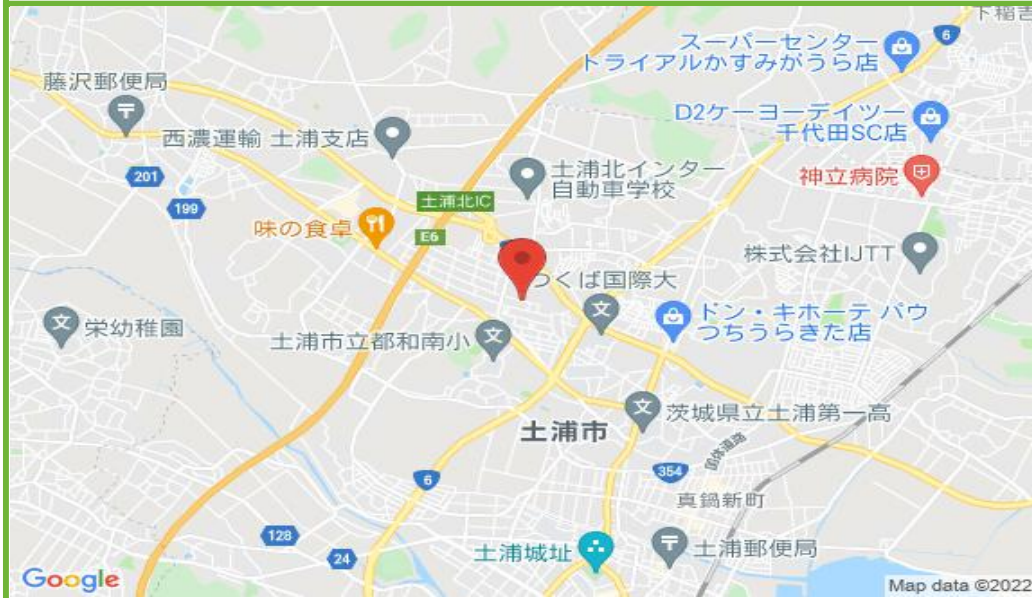 下稲吉
6
スーパーセンター
トライアルかすみがうら店
藤沢郵便局
D2ケーヨーデイツー
千代田SC店
西濃運輸 土浦支店
土浦北インター
自動車学校
神立病院
201
199
土浦北IC
味の食卓
E6
株式会社IJTT
つくば国際大
ドン・キホーテ パウ
つちうらきた店
栄幼稚園
土浦市立都和南小
茨城県立土浦第一高
土浦市
国体道路
6
354
真鍋新町
128
24
土浦城址
土浦郵便局
Google
Map data ©2022